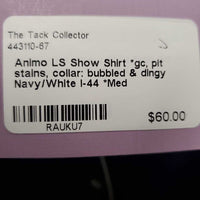 The Tack Collector
443110-67
Animo LS Show Shirt *gc, pit
stains, collar: bubbled & dingy
Navy/White I-44 *Med
$60.00
RAUKU7